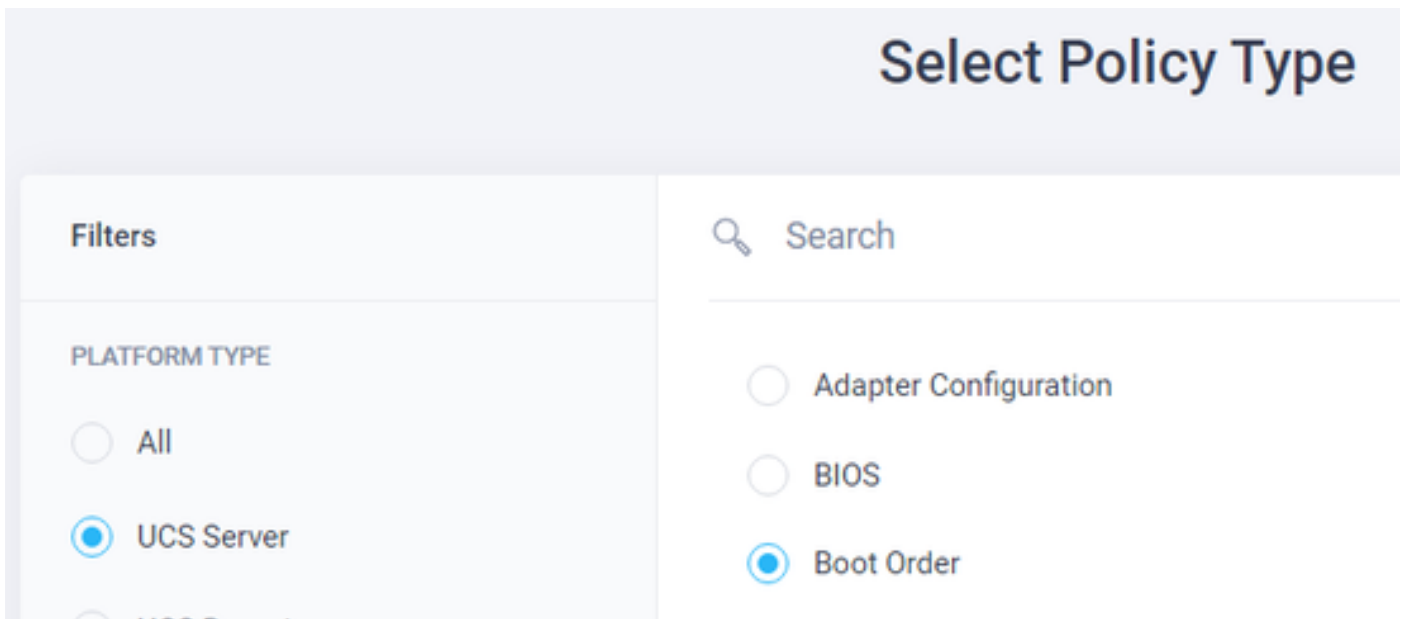 Select Policy Type
Filters
Search
PLATFORM TYPE
All
UCS Server
Adapter Configuration
BIOS
Boot Order